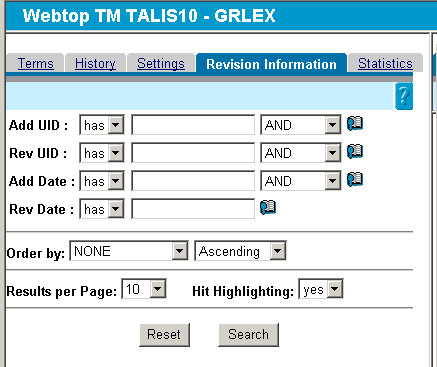 Webtop TM TALIS10 - GRLEX
Terms History Settings Revision Information Statistics
?
Add UID : has AND
Rev UID : has AND
Add Date : has AND
Rev Date : has
Order by: NONE Ascending
Results per Page: 10 Hit Highlighting: yes
Reset Search